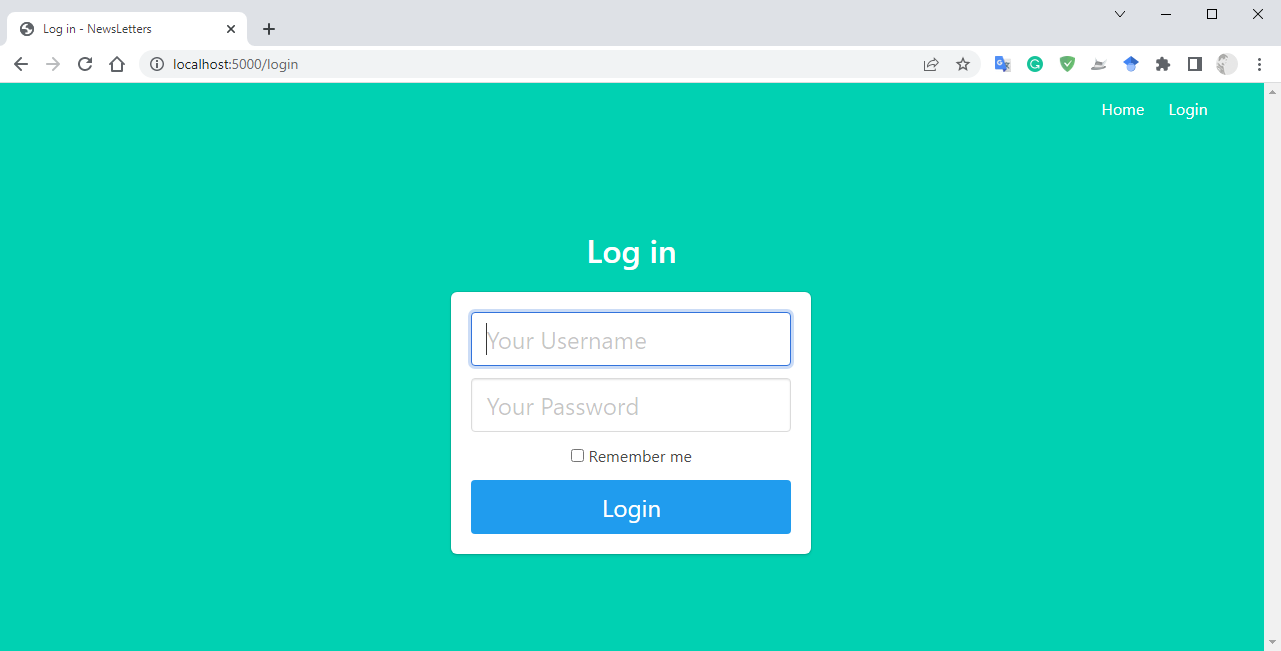 Log in - NewsLetters
localhost:5000/login
Home Login
Log in
Your Username
Your Password
Remember me
Login